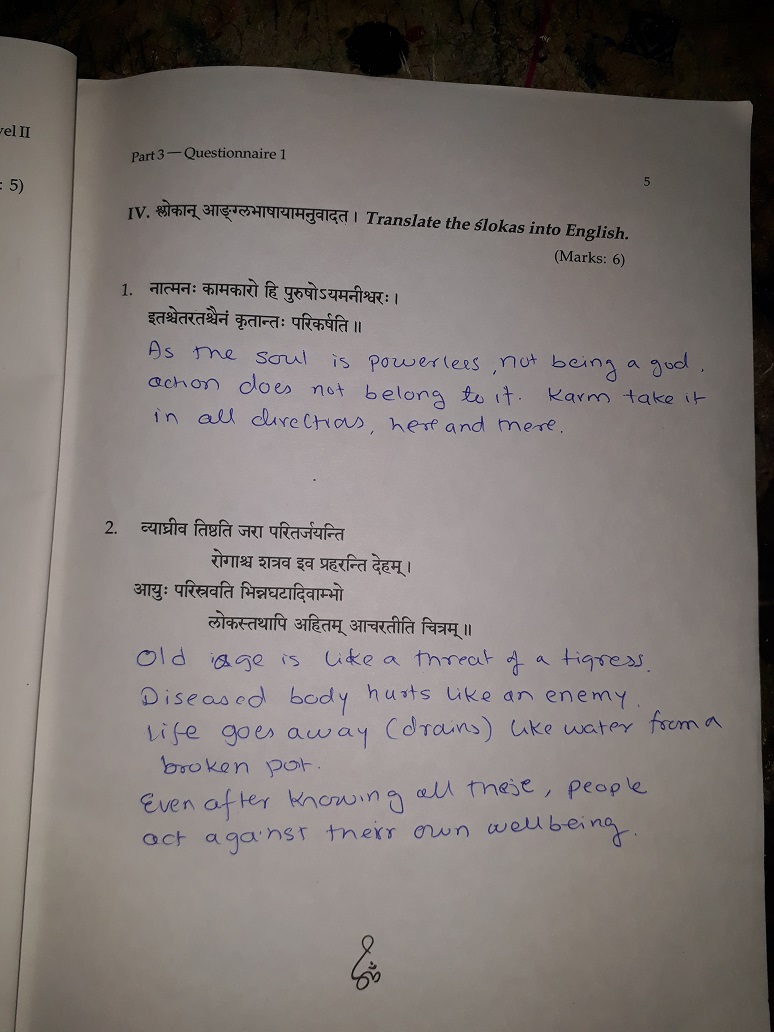 vel II
: 5)
Part 3 — Questionnaire 1
5
IV. श्लोकान् आङ्ग्लभाषायामनुवादत । Translate the ślokas into English.
(Marks: 6)
1. नात्मनः कामकारो हि पुरुषोऽयमनीश्वरः ।
इतश्चेतरतश्चैनं कृतान्तः परिकर्षति ॥
As the soul is powerlees, not being a god,
action does not belong to it. Karm take it
in all directions, here and there.
2. व्याघ्रीव तिष्ठति जरा परितर्जयन्ति
रोगाश्च शत्रव इव प्रहरन्ति देहम् ।
आयुः परिस्रवति भिन्नघटादिवाम्भो
लोकस्तथापि अहितम् आचरतीति चित्रम् ॥
Old age is like a threat of a tigress.
Diseased body hurts like an enemy.
Life goes away (drains) like water from a
broken pot.
Even after knowing all these, people
act against their own wellbeing.
ॐ